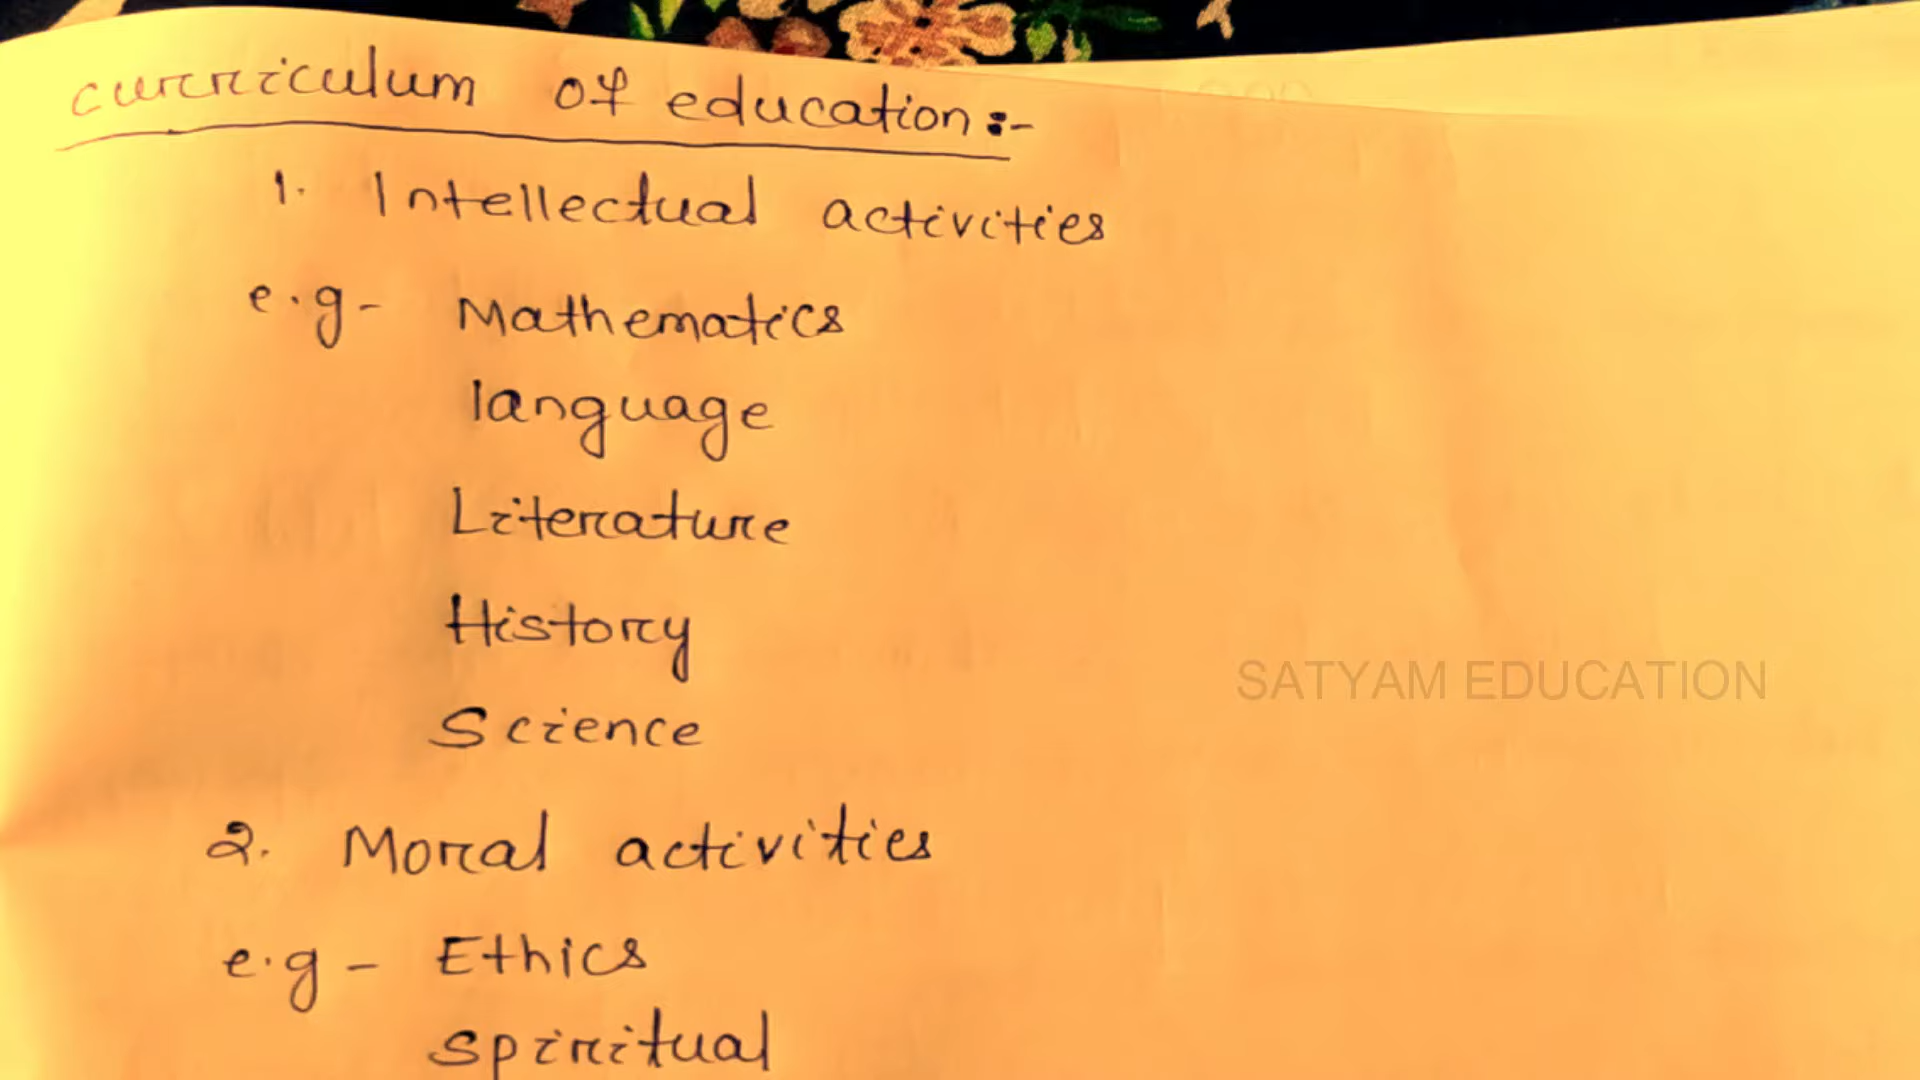 curriculum of education:-
1. Intellectual activities
e.g- Mathematics
language
Literature
History
SATYAM EDUCATION
Science
2. Moral activities
e.g- Ethics
spiritual